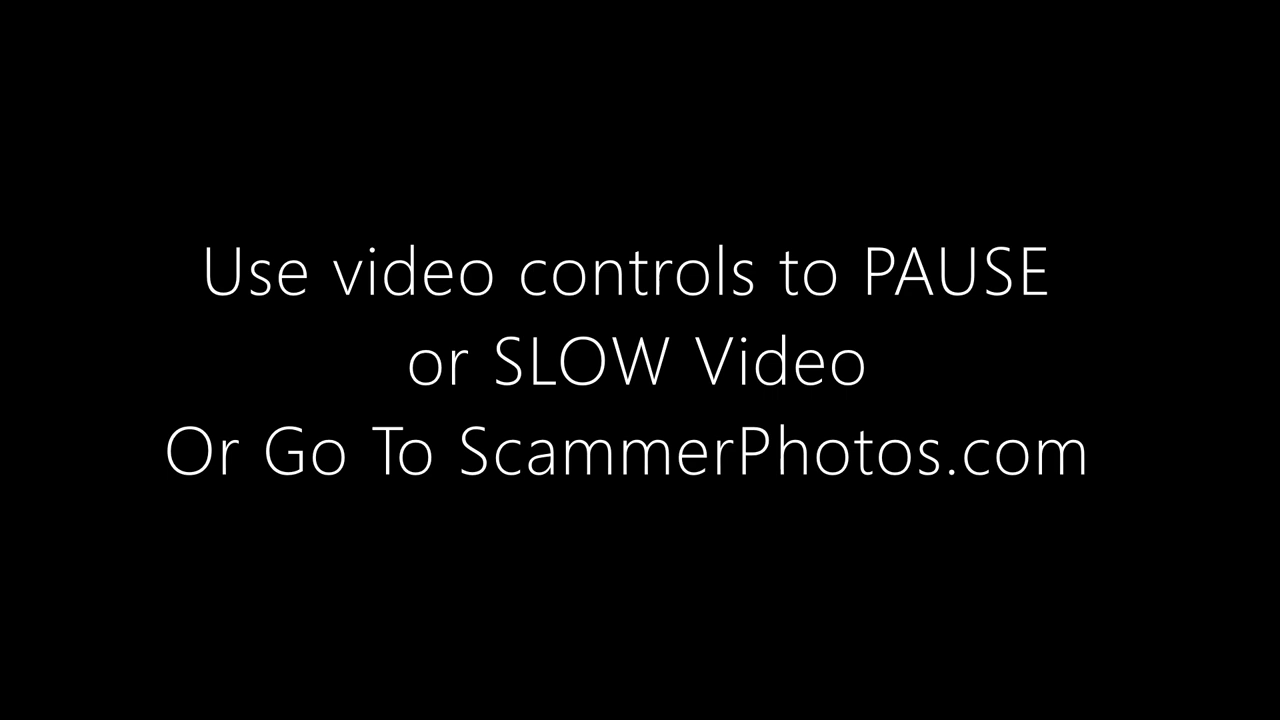 Use video controls to PAUSE
or SLOW Video
Or Go To ScammerPhotos.com